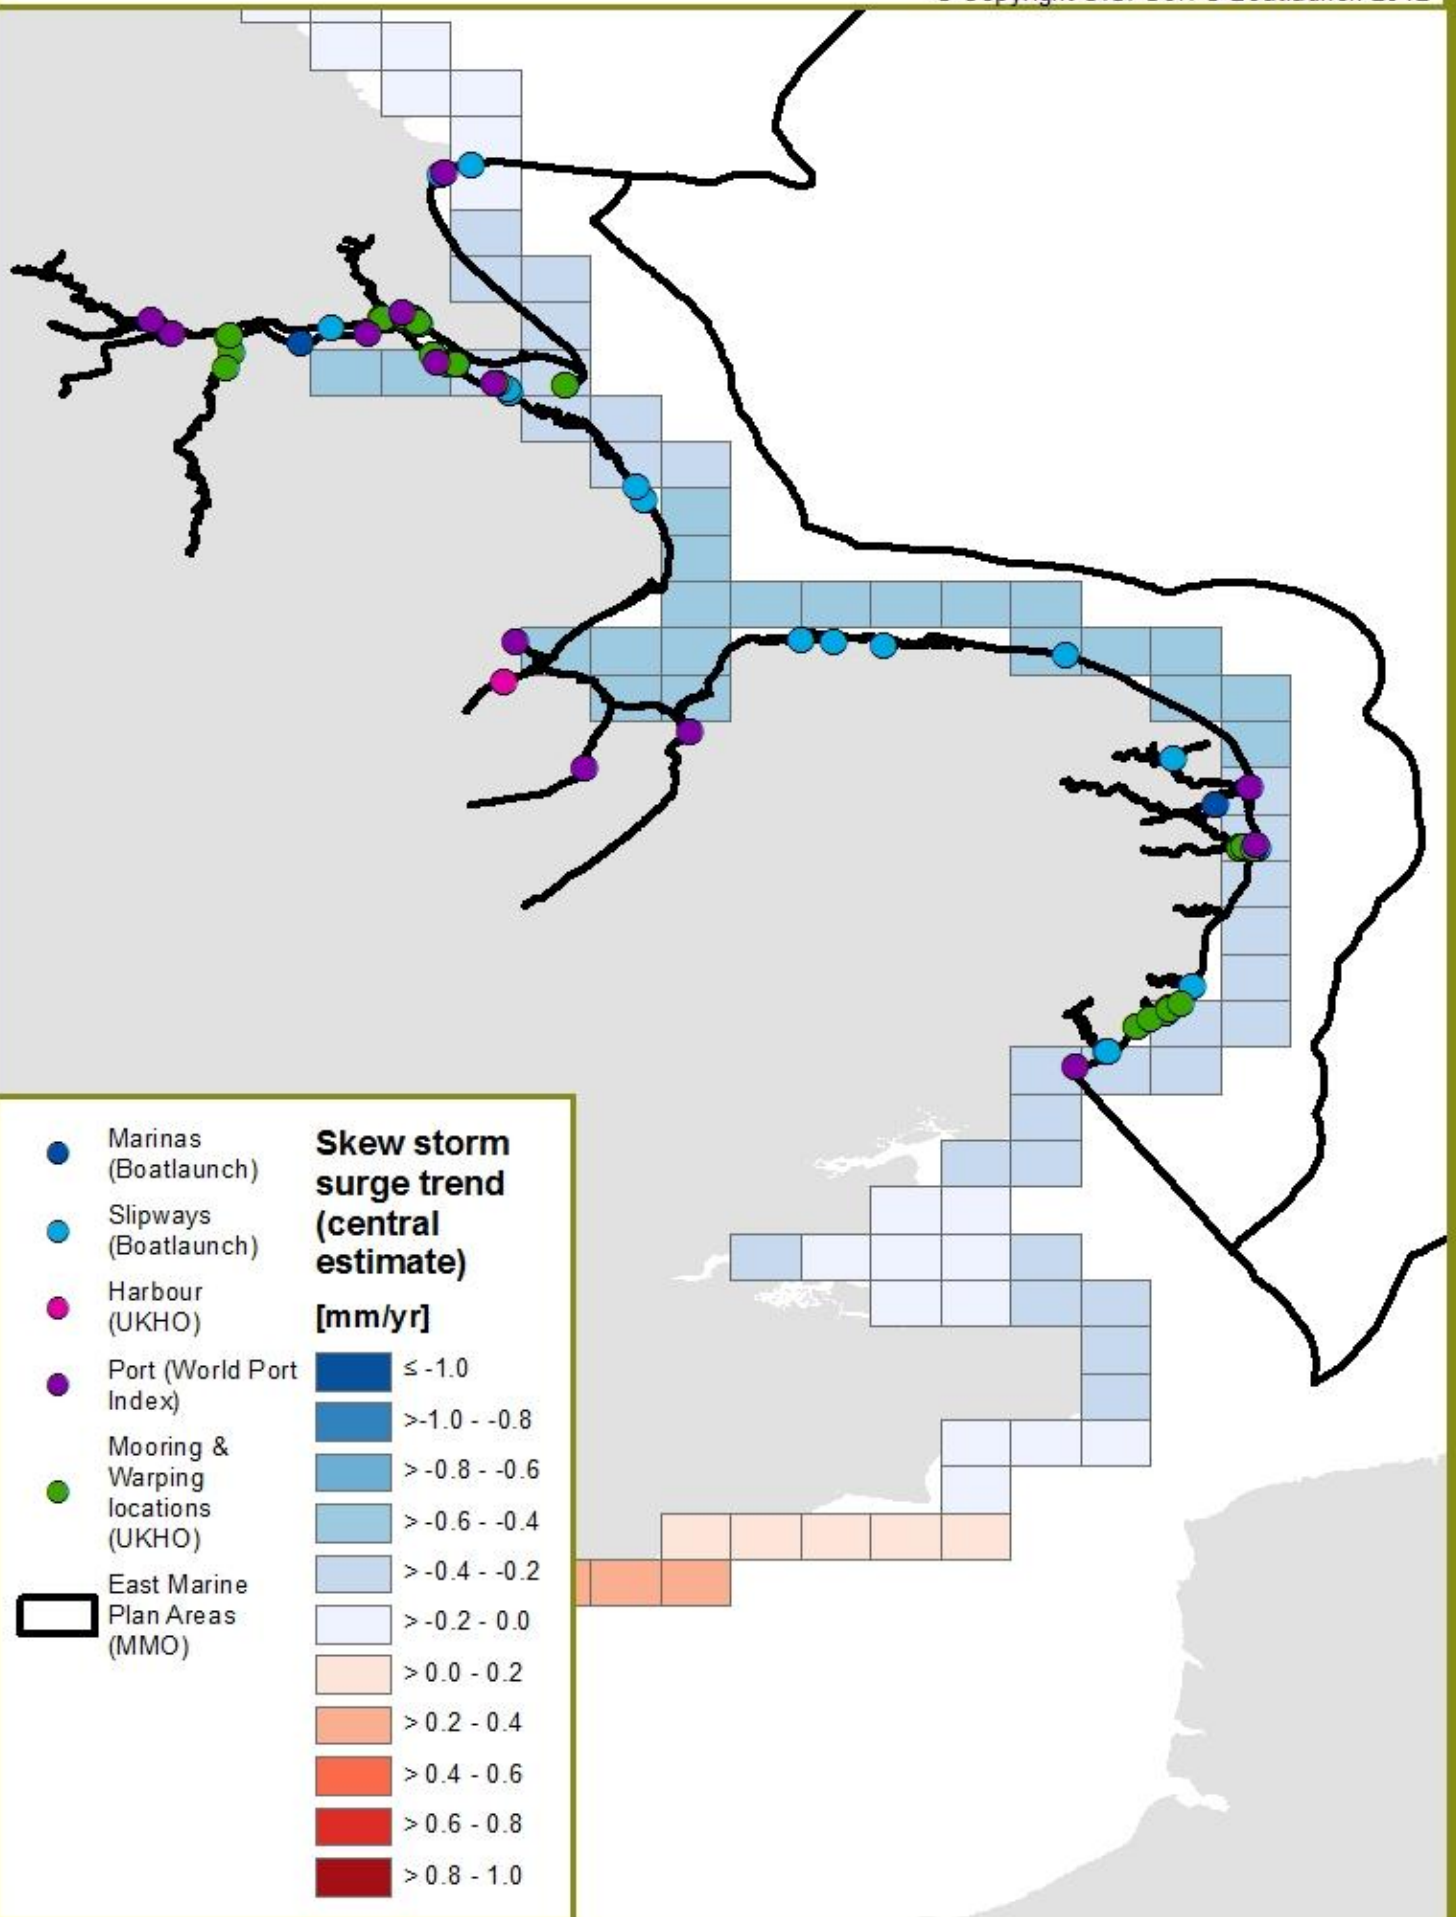 Marinas
(Boatlaunch)
Slipways
(Boatlaunch)
Harbour
(UKHO)
Port (World Port
Index)
Mooring &
Warping
locations
(UKHO)
East Marine
Plan Areas
(MMO)
Skew storm
surge trend
(central
estimate)
[mm/yr]
≤ -1.0
>-1.0 - -0.8
> -0.8 - -0.6
> -0.6 - -0.4
> -0.4 - -0.2
> -0.2 - 0.0
> 0.0 - 0.2
> 0.2 - 0.4
> 0.4 - 0.6
> 0.6 - 0.8
> 0.8 - 1.0